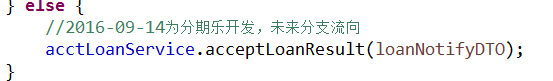 } else {
//2016-09-14为分期乐开发，未来分支流向
acctLoanService.acceptLoanResult(loanNotifyDTO);
}